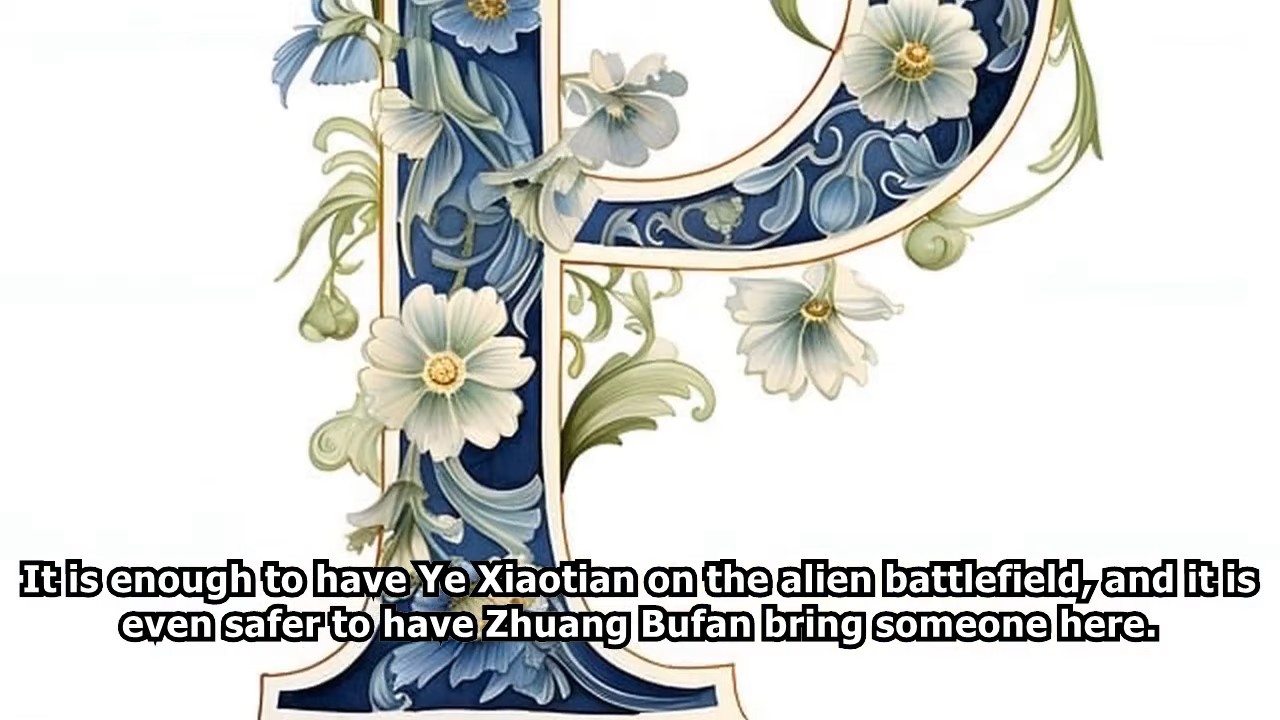 P
It is enough to have Ye Xiaotian on the alien battlefield, and it is
even safer to have Zhuang Bufan bring someone here.